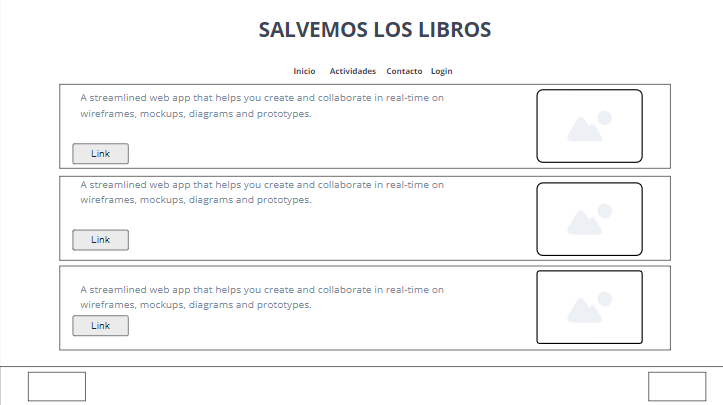 SALVEMOS LOS LIBROS
Inicio Actividades Contacto Login
A streamlined web app that helps you create and collaborate in real-time on
wireframes, mockups, diagrams and prototypes.
Link
A streamlined web app that helps you create and collaborate in real-time on
wireframes, mockups, diagrams and prototypes.
Link
A streamlined web app that helps you create and collaborate in real-time on
wireframes, mockups, diagrams and prototypes.
Link